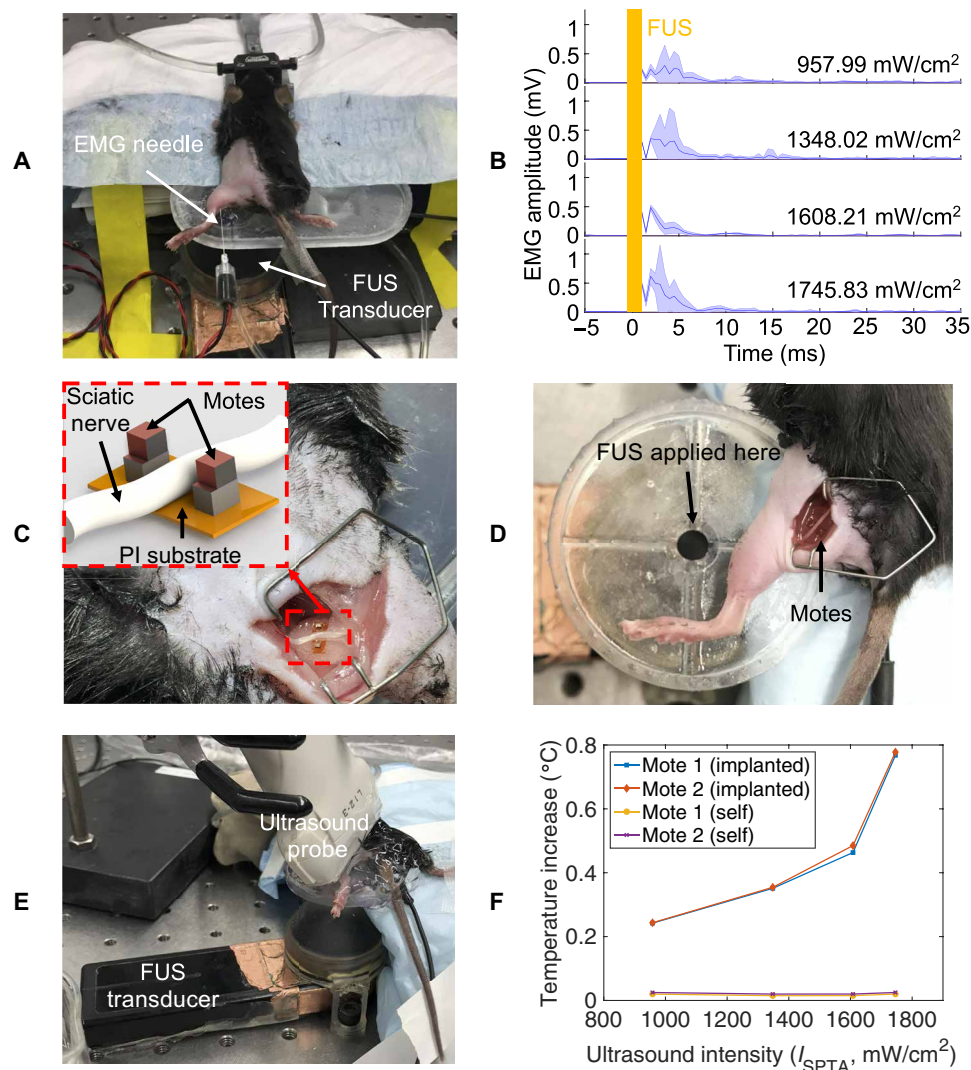 A
EMG needle
FUS
Transducer
B
FUS
EMG amplitude (mV)
1
0.5
0
957.99 mW/cm²
1
0.5
0
1348.02 mW/cm²
1
0.5
0
1608.21 mW/cm²
1
0.5
0
1745.83 mW/cm²
−5 0 5 10 15 20 25 30 35
Time (ms)
C
Sciatic
nerve
Motes
PI substrate
D
FUS applied here
Motes
E
Ultrasound
probe
FUS
transducer
F
Temperature increase (°C)
0.8
0.6
0.4
0.2
0
Mote 1 (implanted)
Mote 2 (implanted)
Mote 1 (self)
Mote 2 (self)
800 1000 1200 1400 1600 1800
Ultrasound intensity (I_SPTA, mW/cm²)